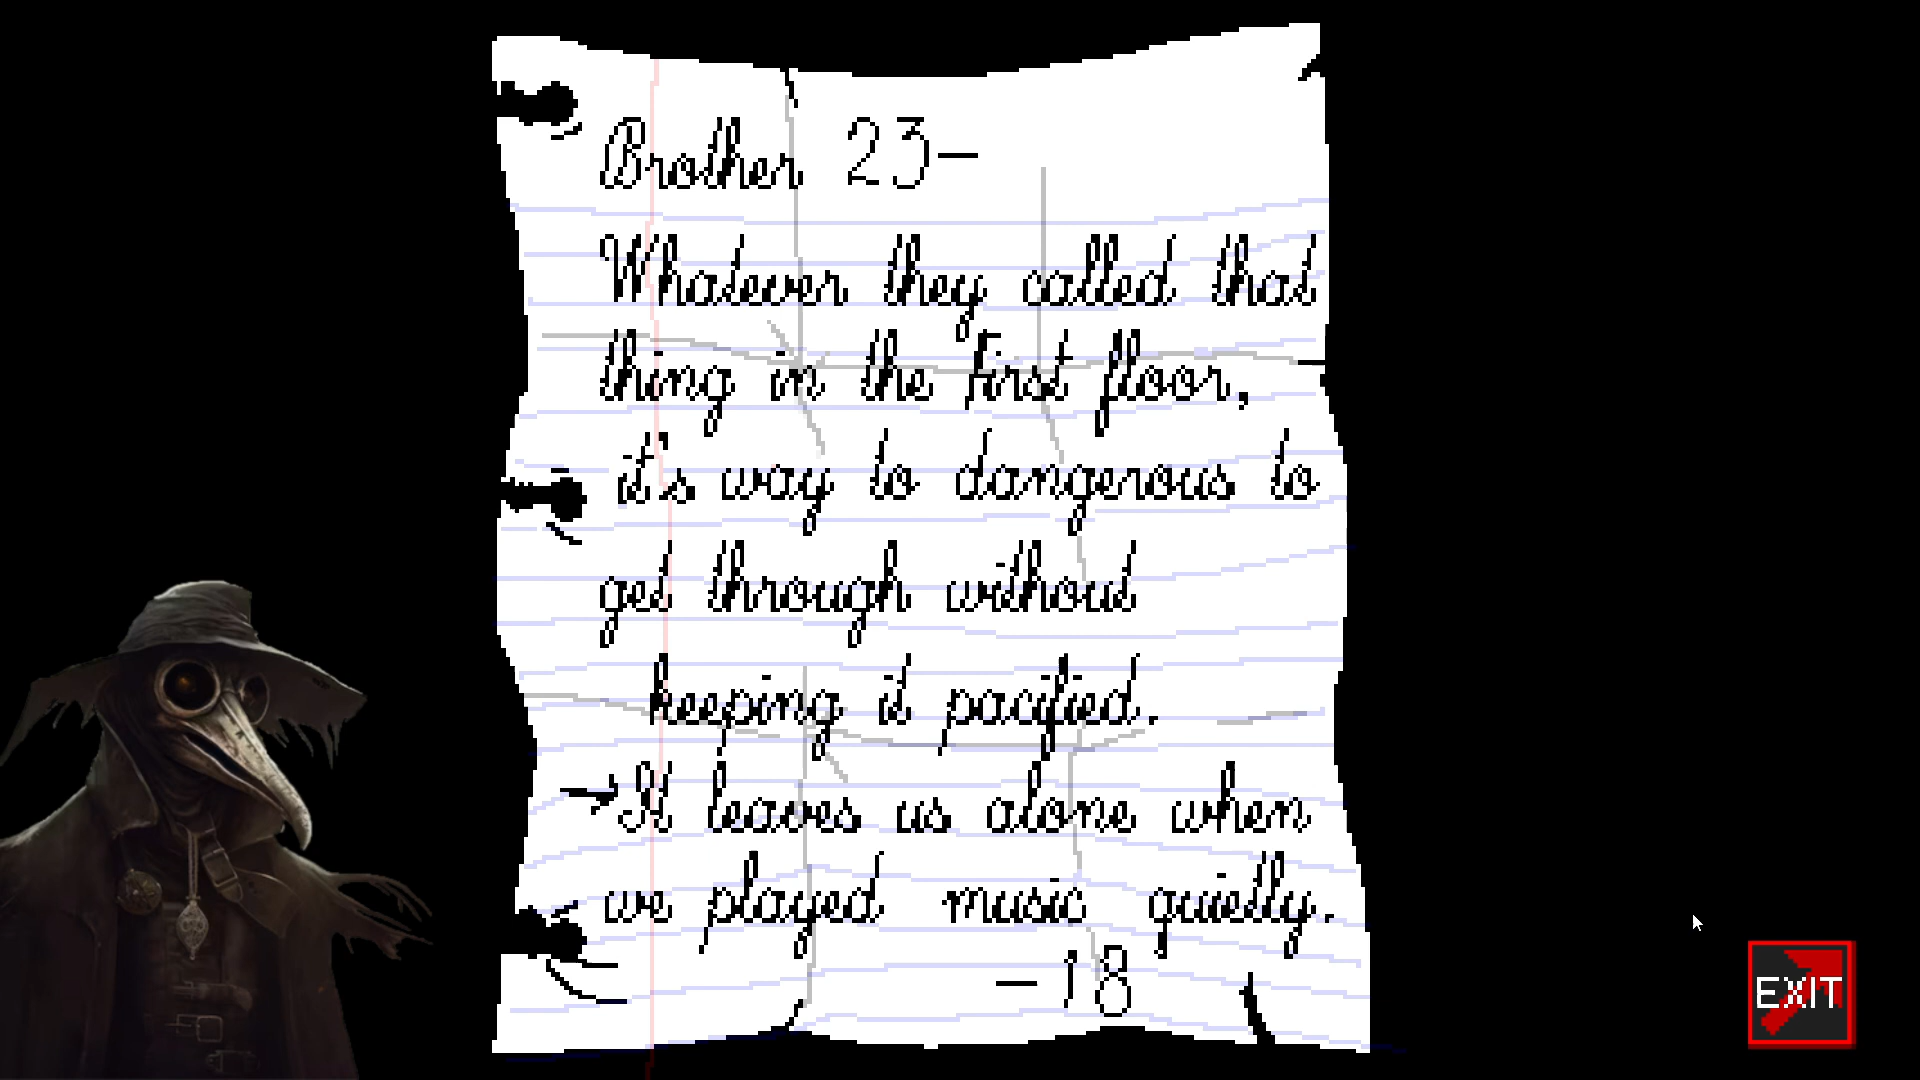 Brother 23-
Whatever they called that
thing in the first floor,
it's way to dangerous to
get through without
keeping it pacified.
→It leaves us alone when
we played music quietly.
-18
EXIT